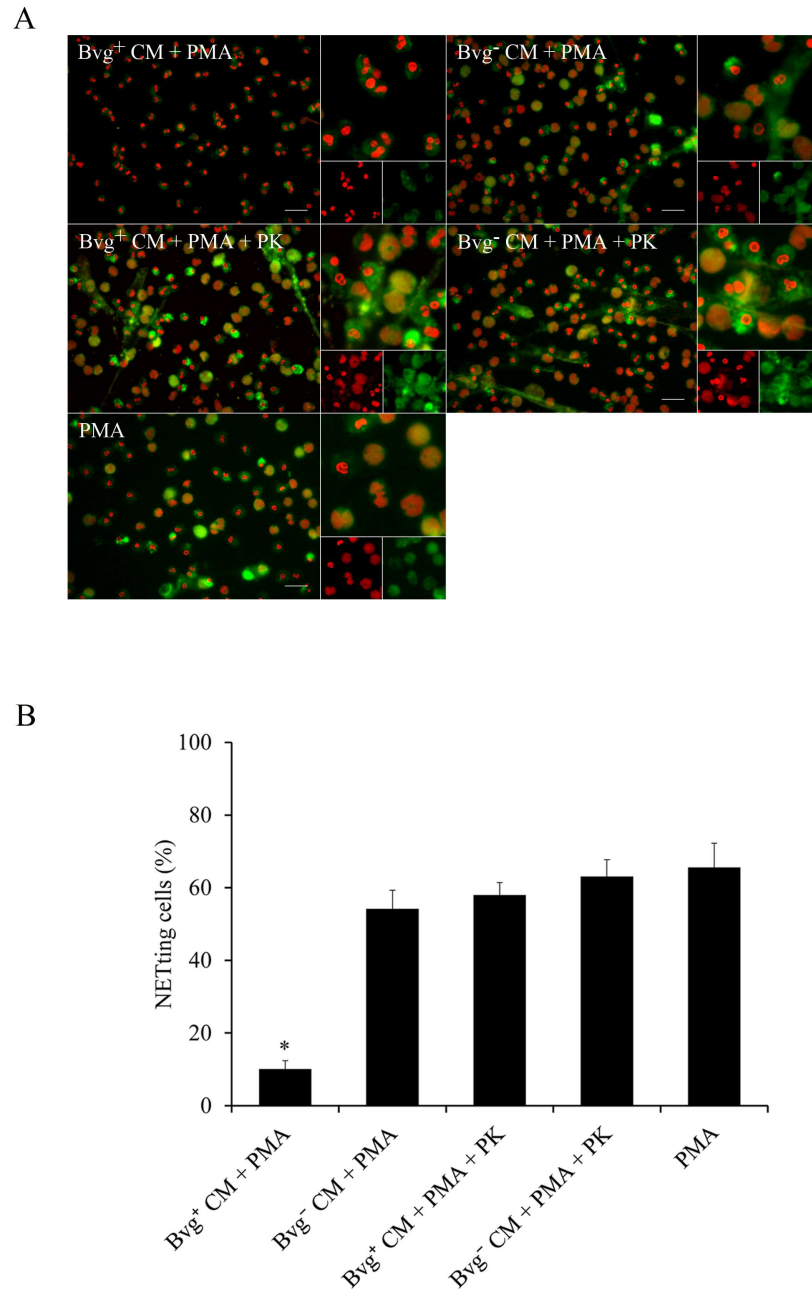 A
Bvg⁺ CM + PMA
Bvg⁻ CM + PMA
Bvg⁺ CM + PMA + PK
Bvg⁻ CM + PMA + PK
PMA
B
NETting cells (%)
100
80
60
40
20
0
*
Bvg⁺ CM + PMA
Bvg⁻ CM + PMA
Bvg⁺ CM + PMA + PK
Bvg⁻ CM + PMA + PK
PMA